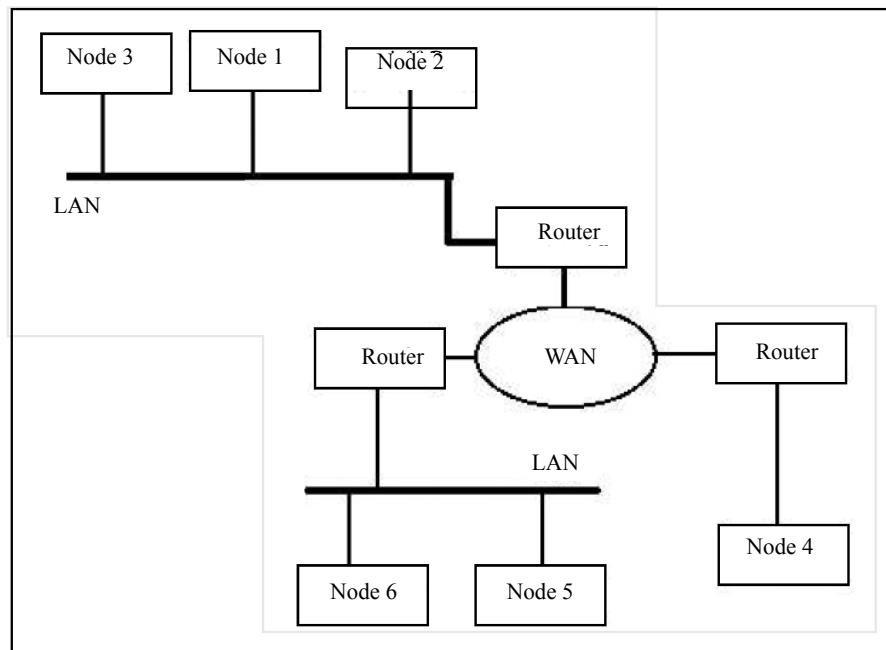 Node 3
Node 1
Node 2
LAN
Router
Router
WAN
Router
LAN
Node 4
Node 6
Node 5